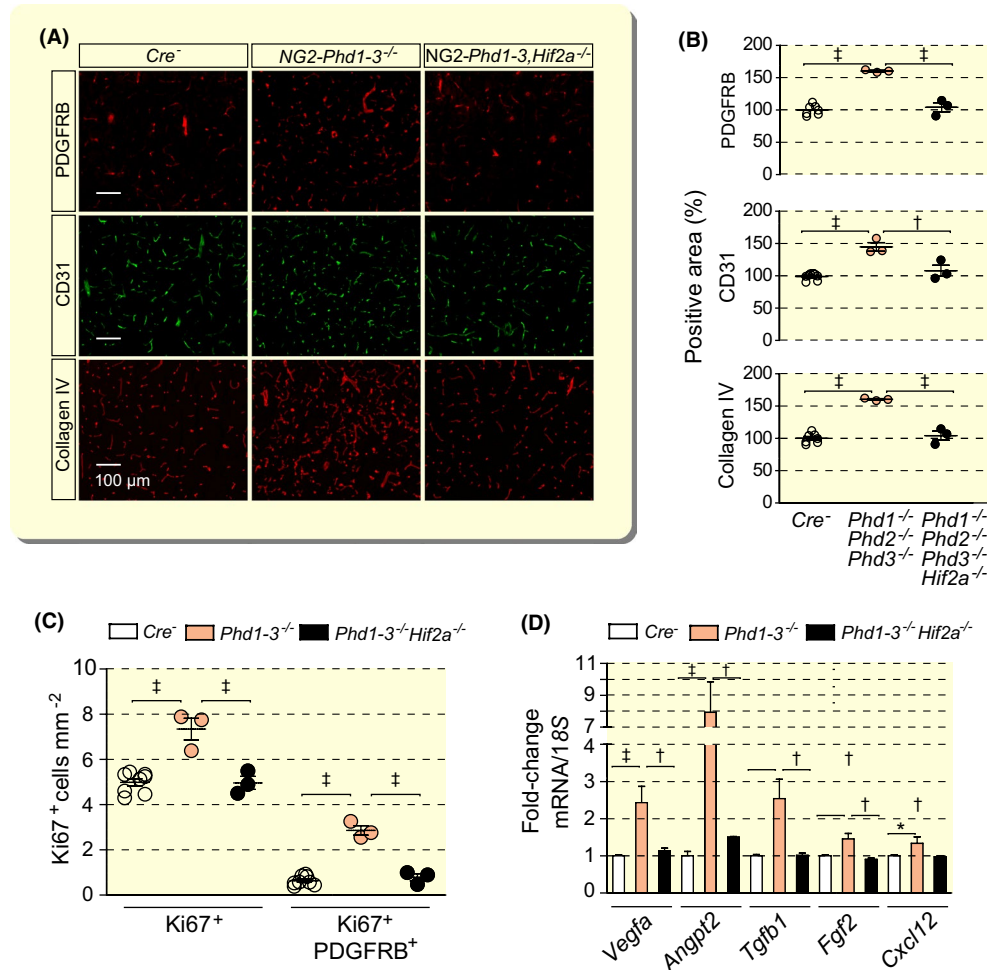 (A)
Cre-
NG2-Phd1-3-/-
NG2-Phd1-3,Hif2a-/-
PDGFRB
CD31
Collagen IV
100 µm
(B)
Positive area (%)
PDGFRB
200
150
100
50
0
‡ ‡
CD31
200
150
100
50
0
‡ †
Collagen IV
200
150
100
50
0
‡ ‡
Cre-
Phd1-/-
Phd2-/-
Phd3-/-
Phd1-/-
Phd2-/-
Phd3-/-
Hif2a-/-
(C)
Cre- Phd1-3-/- Phd1-3-/-Hif2a-/-
Ki67+ cells mm-2
10
8
6
4
2
0
‡ ‡
‡ ‡
Ki67+
Ki67+
PDGFRB+
(D)
Cre- Phd1-3-/- Phd1-3-/-Hif2a-/-
Fold-change
mRNA/18S
11
9
8
7
4
3
2
1
0
‡ †
‡ †
†
† †
* †
Vegfa
Angpt2
Tgfb1
Fgf2
Cxcl12